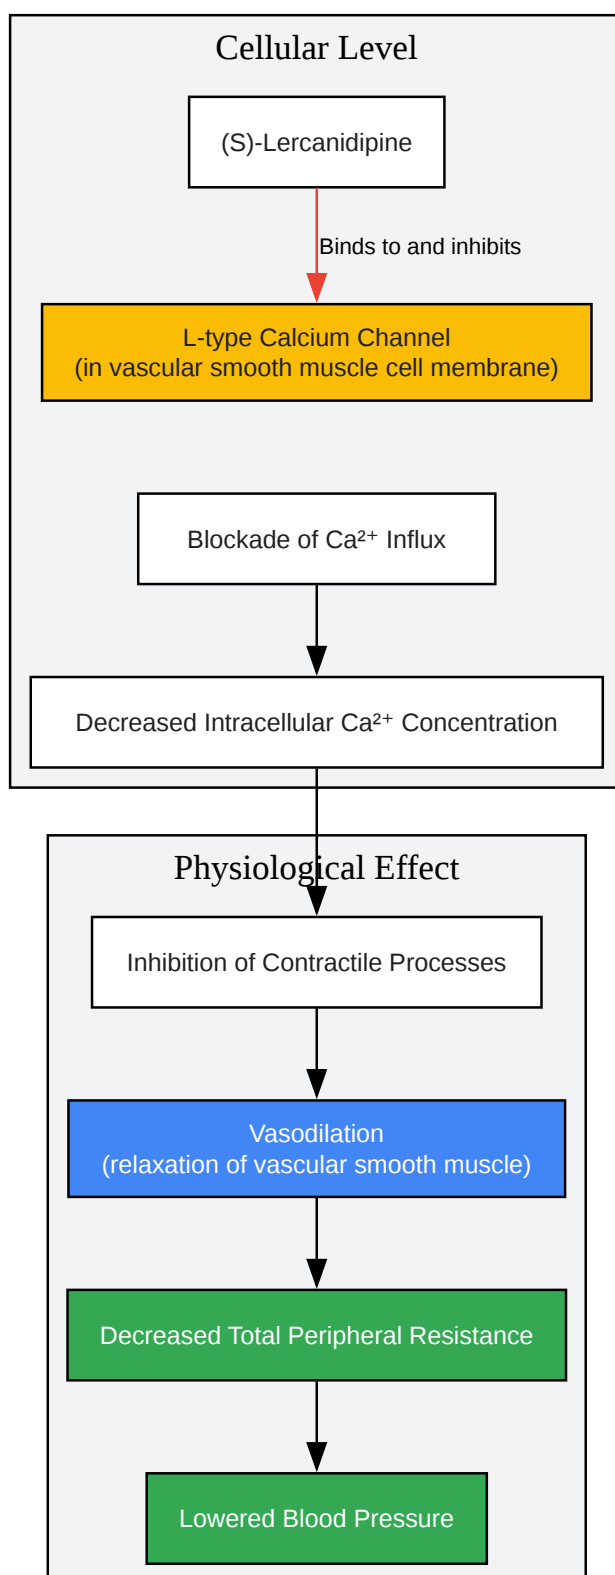 Cellular Level
(S)-Lercanidipine
Binds to and inhibits
L-type Calcium Channel
(in vascular smooth muscle cell membrane)
Blockade of Ca²⁺ Influx
Decreased Intracellular Ca²⁺ Concentration
Physiological Effect
Inhibition of Contractile Processes
Vasodilation
(relaxation of vascular smooth muscle)
Decreased Total Peripheral Resistance
Lowered Blood Pressure